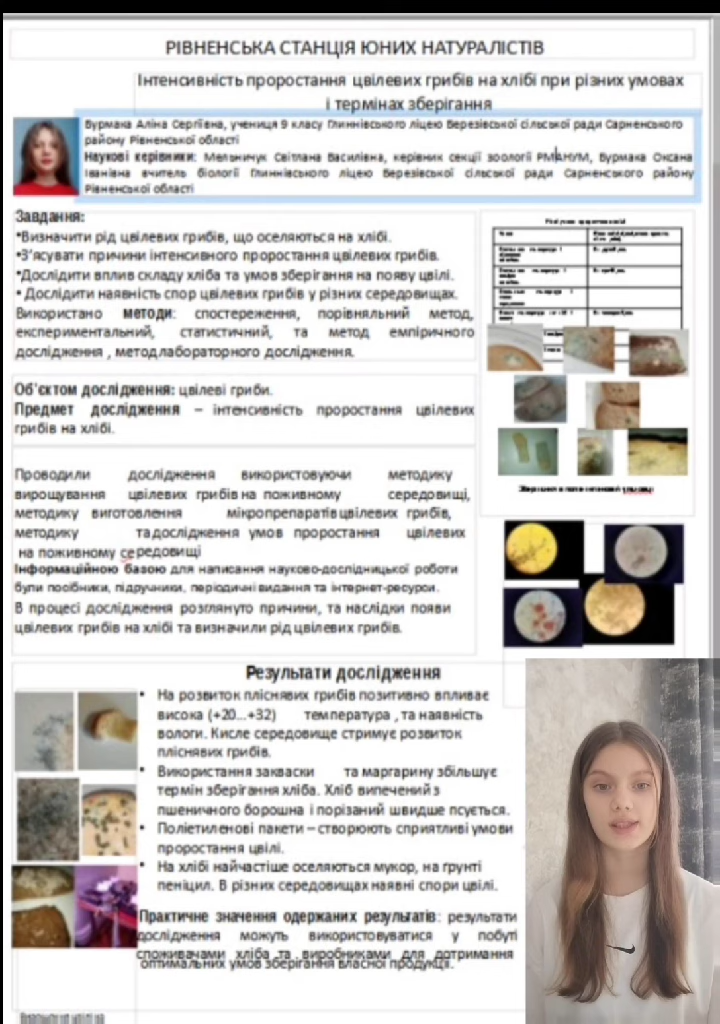 РІВНЕНСЬКА СТАНЦІЯ ЮНИХ НАТУРАЛІСТІВ
Інтенсивність проростання цвілевих грибів на хлібі при різних умовах
і термінах зберігання
Бурмака Аліна Сергіївна, учениця 9 класу Глиннівського ліцею Березівської сільської ради Сарненського
району Рівненської області
Наукові керівники: Мельничук Світлана Василівна, керівник секції зоології РМАНУМ, Бурмака Оксана
Іванівна вчитель біології Глиннівського ліцею Березівської сільської ради Сарненського району
Рівненської області
Завдання:
•Визначити рід цвілевих грибів, що оселяються на хлібі.
•З'ясувати причини інтенсивного проростання цвілевих грибів.
•Дослідити вплив складу хліба та умов зберігання на появу цвілі.
• Дослідити наявність спор цвілевих грибів у різних середовищах.
Використано методи: спостереження, порівняльний метод,
експериментальний, статистичний, та метод емпіричного
дослідження , метод лабораторного дослідження.
Об'єктом дослідження: цвілеві гриби.
Предмет дослідження – інтенсивність проростання цвілевих
грибів на хлібі.
Проводили дослідження використовуючи методику
вирощування цвілевих грибів на поживному середовищі,
методику виготовлення мікропрепаратів цвілевих грибів,
методику та дослідження умов проростання цвілевих
на поживному середовищі
Інформаційною базою для написання науково-дослідницької роботи
були посібники, підручники, періодичні видання та інтернет-ресурси.
В процесі дослідження розглянуто причини, та наслідки появи
цвілевих грибів на хлібі та визначили рід цвілевих грибів.
Результати дослідження
• На розвиток пліснявих грибів позитивно впливає
висока (+20...+32) температура , та наявність
вологи. Кисле середовище стримує розвиток
пліснявих грибів.
• Використання закваски та маргарину збільшує
термін зберігання хліба. Хліб випечений з
пшеничного борошна і порізаний швидше псується.
• Поліетиленові пакети – створюють сприятливі умови
проростання цвілі.
• На хлібі найчастіше оселяються мукор, на ґрунті
пеніцил. В різних середовищах наявні спори цвілі.
Практичне значення одержаних результатів: результати
дослідження можуть використовуватися у побуті
споживачами хліба та виробниками для дотримання
оптимальних умов зберігання власної продукції.